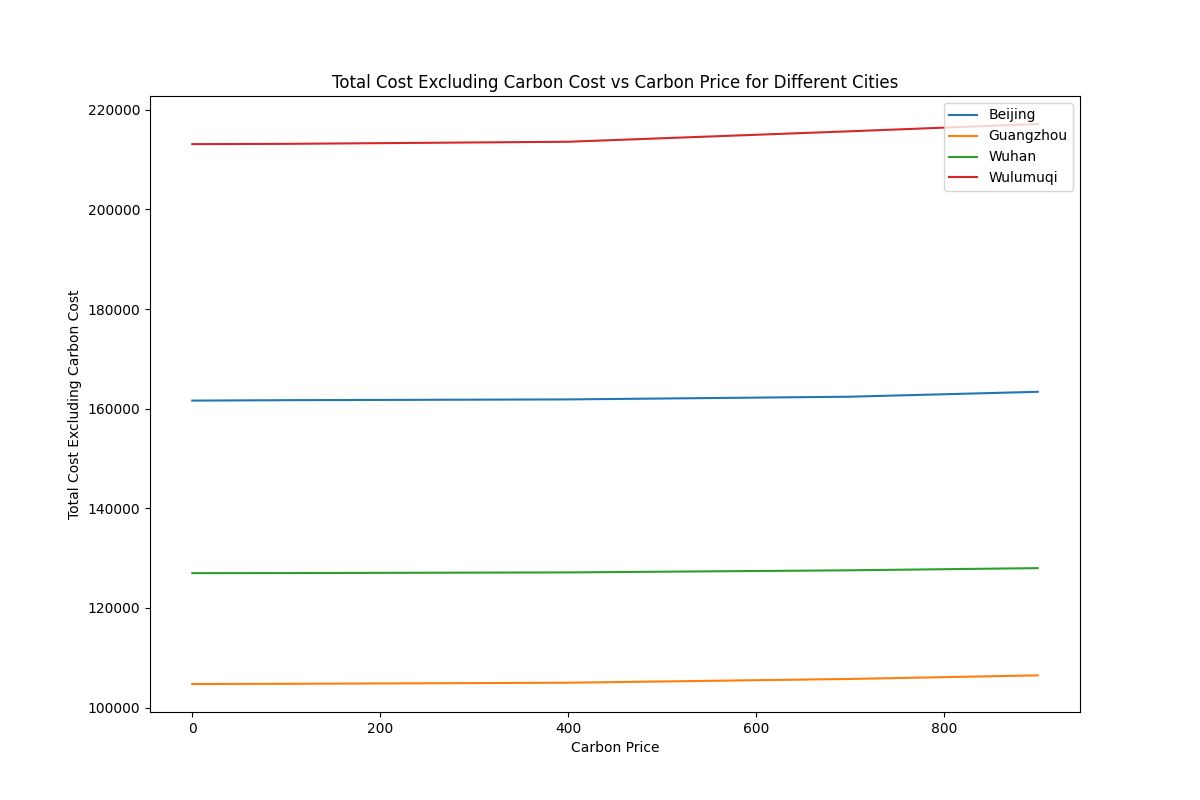 Total Cost Excluding Carbon Cost vs Carbon Price for Different Cities
220000
200000
180000
160000
140000
120000
100000
Total Cost Excluding Carbon Cost
Beijing
Guangzhou
Wuhan
Wulumuqi
0 200 400 600 800
Carbon Price